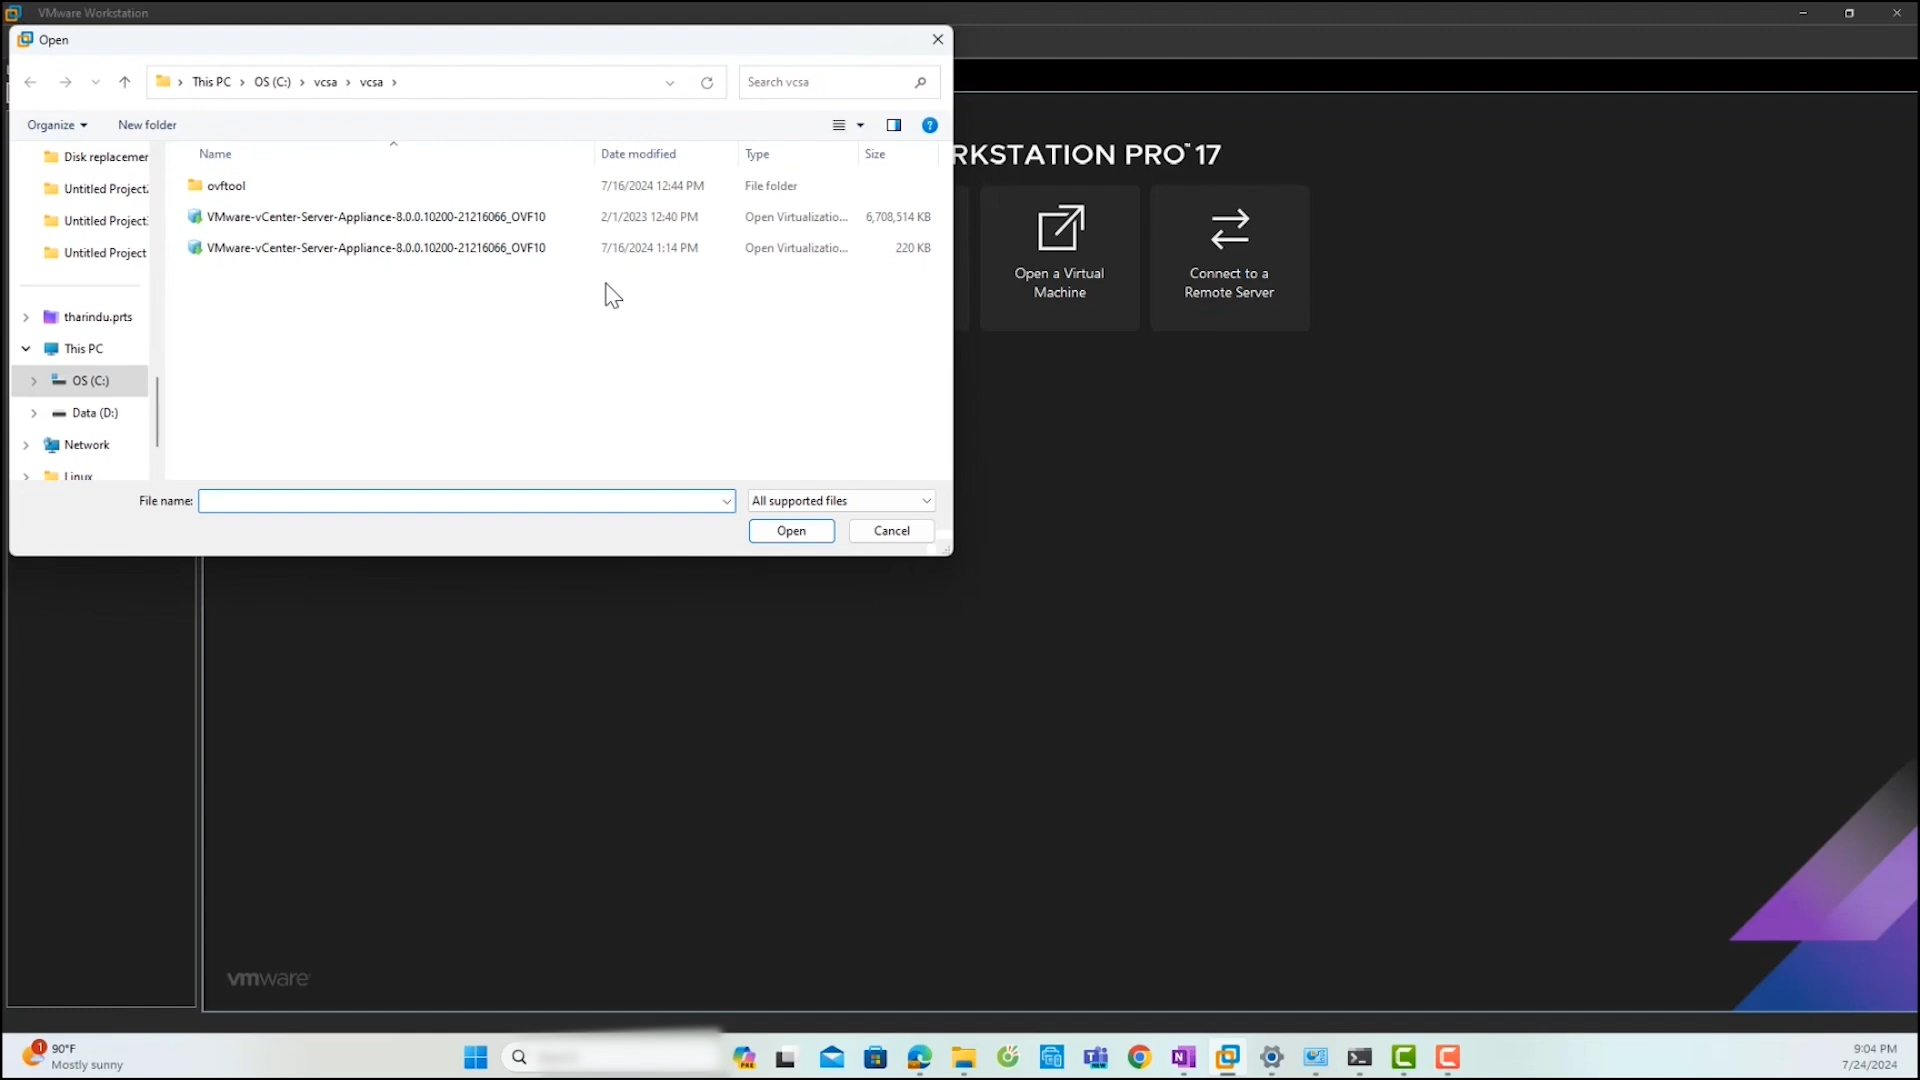 VMware Workstation
Open
This PC > OS (C:) > vcsa > vcsa >
Search vcsa
Organize
New folder
RKSTATION PRO™ 17
Name
Date modified
Type
Size
Disk replacemer
Untitled Project
Untitled Project
Untitled Project
ovftool
7/16/2024 12:44 PM
File folder
VMware-vCenter-Server-Appliance-8.0.0.10200-21216066_OVF10
2/1/2023 12:40 PM
Open Virtualizatio...
6,708,514 KB
VMware-vCenter-Server-Appliance-8.0.0.10200-21216066_OVF10
7/16/2024 1:14 PM
Open Virtualizatio...
220 KB
Open a Virtual
Machine
Connect to a
Remote Server
tharindu.prts
This PC
OS (C:)
Data (D:)
Network
Linux
File name:
All supported files
Open
Cancel
vmware
1
90°F
Mostly sunny
PRE
NEW
9:04 PM
7/24/2024